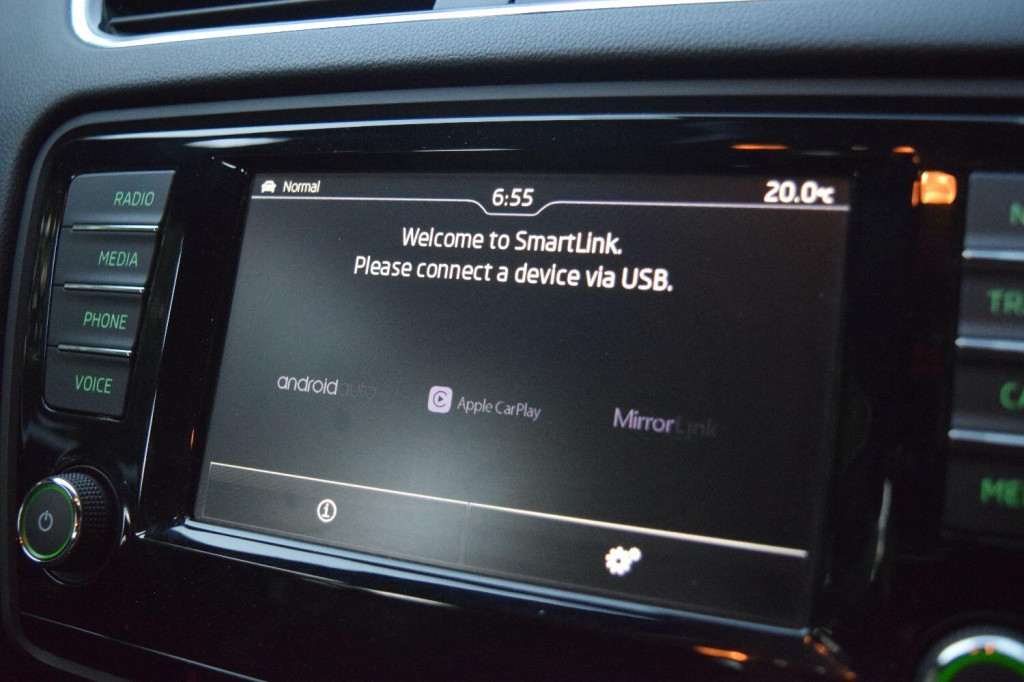 RADIO
MEDIA
PHONE
VOICE
Normal
6:55
20.0℃
Welcome to SmartLink.
Please connect a device via USB.
androidauto
Apple CarPlay
MirrorLink